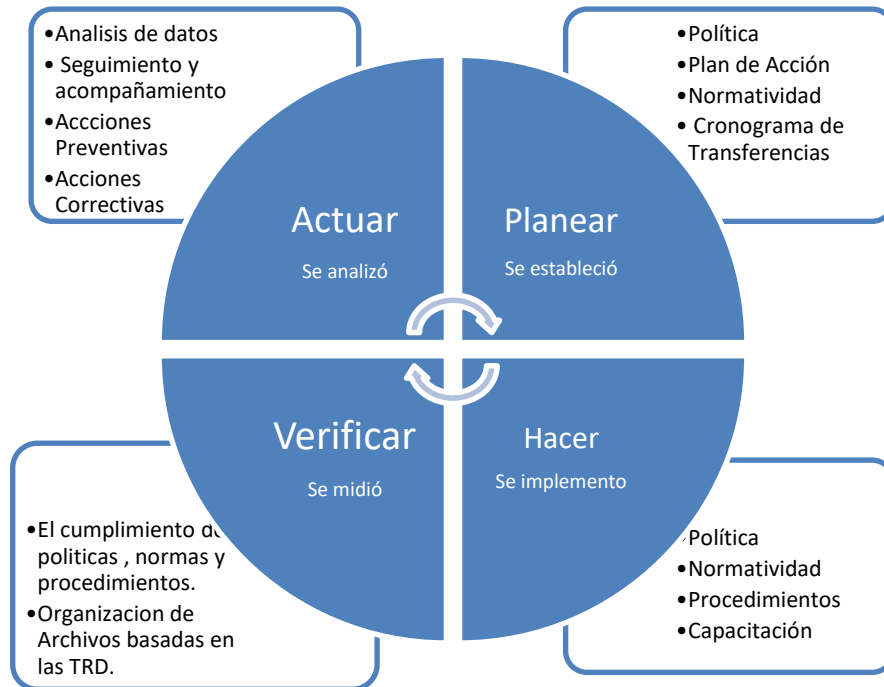 •Analisis de datos
• Seguimiento y
acompañamiento
•Accciones
Preventivas
•Acciones
Correctivas
•Política
•Plan de Acción
•Normatividad
• Cronograma de
Transferencias
Actuar
Se analizó
Planear
Se estableció
Verificar
Se midió
Hacer
Se implemento
•El cumplimiento de
politicas , normas y
procedimientos.
•Organizacion de
Archivos basadas en
las TRD.
•Política
•Normatividad
•Procedimientos
•Capacitación